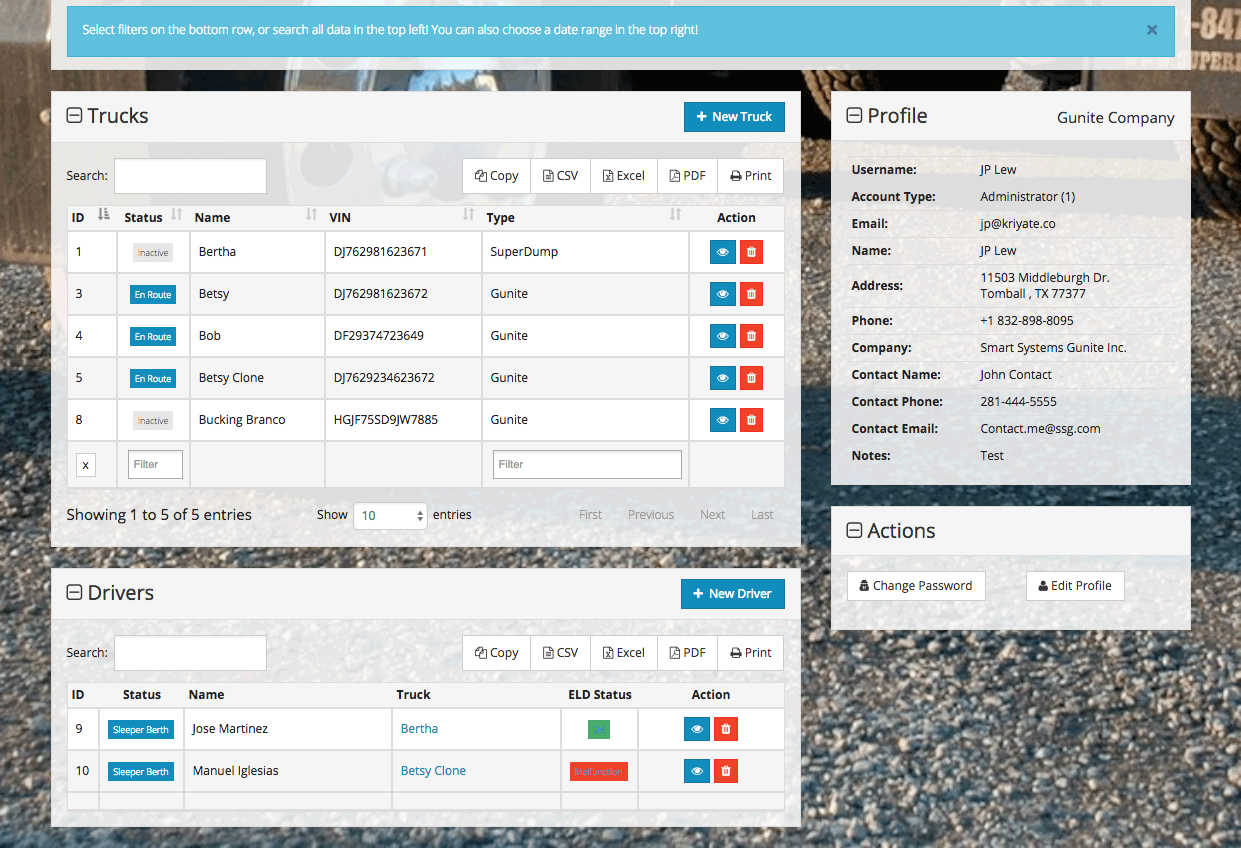 Select filters on the bottom row, or search all data in the top left! You can also choose a date range in the top right! ×
Trucks
+ New Truck
Search:
Copy CSV Excel PDF Print
ID Status Name VIN Type Action
1 Inactive Bertha DJ762981623671 SuperDump
3 En Route Betsy DJ762981623672 Gunite
4 En Route Bob DF29374723649 Gunite
5 En Route Betsy Clone DJ7629234623672 Gunite
8 Inactive Bucking Branco HGJF75SD9JW7885 Gunite
x Filter Filter
Showing 1 to 5 of 5 entries Show 10 entries First Previous Next Last
Drivers
+ New Driver
Search:
Copy CSV Excel PDF Print
ID Status Name Truck ELD Status Action
9 Sleeper Berth Jose Martinez Bertha
10 Sleeper Berth Manuel Iglesias Betsy Clone Malfunction
Profile Gunite Company
Username: JP Lew
Account Type: Administrator (1)
Email: jp@kriyate.co
Name: JP Lew
Address: 11503 Middleburgh Dr.
Tomball , TX 77377
Phone: +1 832-898-8095
Company: Smart Systems Gunite Inc.
Contact Name: John Contact
Contact Phone: 281-444-5555
Contact Email: Contact.me@ssg.com
Notes: Test
Actions
Change Password Edit Profile